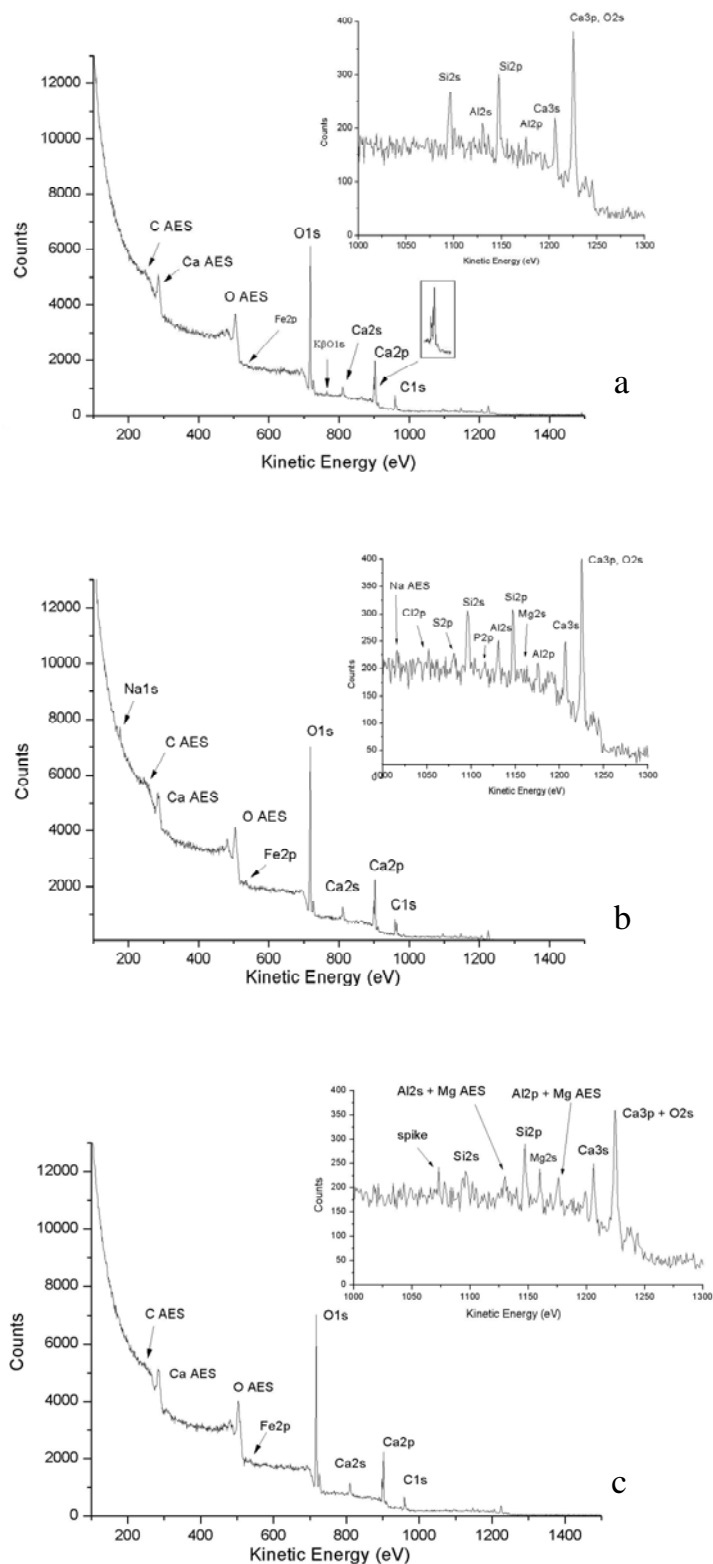 Ca3p, O2s
Si2p
Si2s
Al2s
Al2p
Ca3s
400
300
200
100
0
Counts
1000 1050 1100 1150 1200 1250 1300
Kinetic Energy (eV)
12000
10000
8000
6000
4000
2000
0
Counts
C AES
Ca AES
O AES
Fe2p
O1s
KβO1s
Ca2s
Ca2p
C1s
200 400 600 800 1000 1200 1400
Kinetic Energy (eV)
a
Ca3p, O2s
Na AES
Cl2p
S2p
Si2s
P2p
Al2s
Si2p
Mg2s
Al2p
Ca3s
400
350
300
250
200
150
100
50
0
Counts
1050 1100 1150 1200 1250 1300
Kinetic Energy (eV)
12000
10000
8000
6000
4000
2000
Counts
Na1s
C AES
Ca AES
O AES
Fe2p
O1s
Ca2s
Ca2p
C1s
200 400 600 800 1000 1200 1400
Kinetic Energy (eV)
b
Al2s + Mg AES
Al2p + Mg AES
Ca3p + O2s
spike
Si2s
Si2p
Mg2s
Ca3s
400
350
300
250
200
150
100
50
0
Counts
1000 1050 1100 1150 1200 1250 1300
Kinetic Energy (eV)
12000
10000
8000
6000
4000
2000
0
Counts
C AES
Ca AES
O AES
Fe2p
O1s
Ca2s
Ca2p
C1s
200 400 600 800 1000 1200 1400
Kinetic Energy (eV)
c